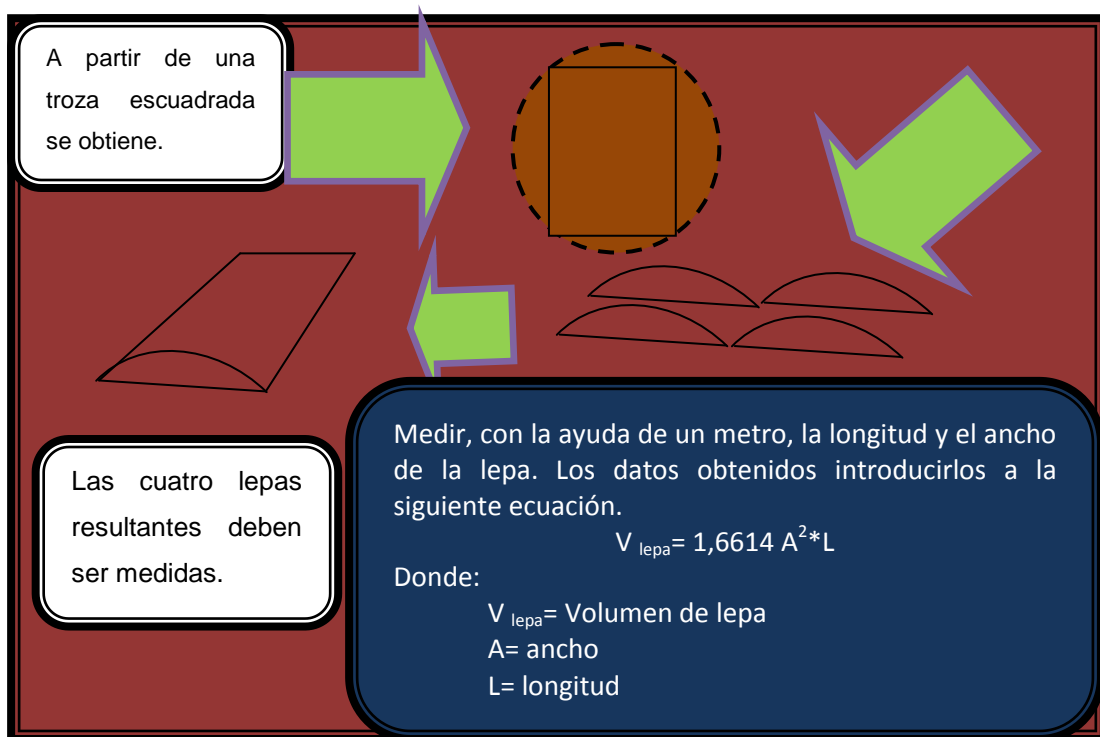 A partir de una
troza escuadrada
se obtiene.
Las cuatro lepas
resultantes deben
ser medidas.
Medir, con la ayuda de un metro, la longitud y el ancho
de la lepa. Los datos obtenidos introducirlos a la
siguiente ecuación.
V lepa= 1,6614 A²*L
Donde:
V lepa= Volumen de lepa
A= ancho
L= longitud